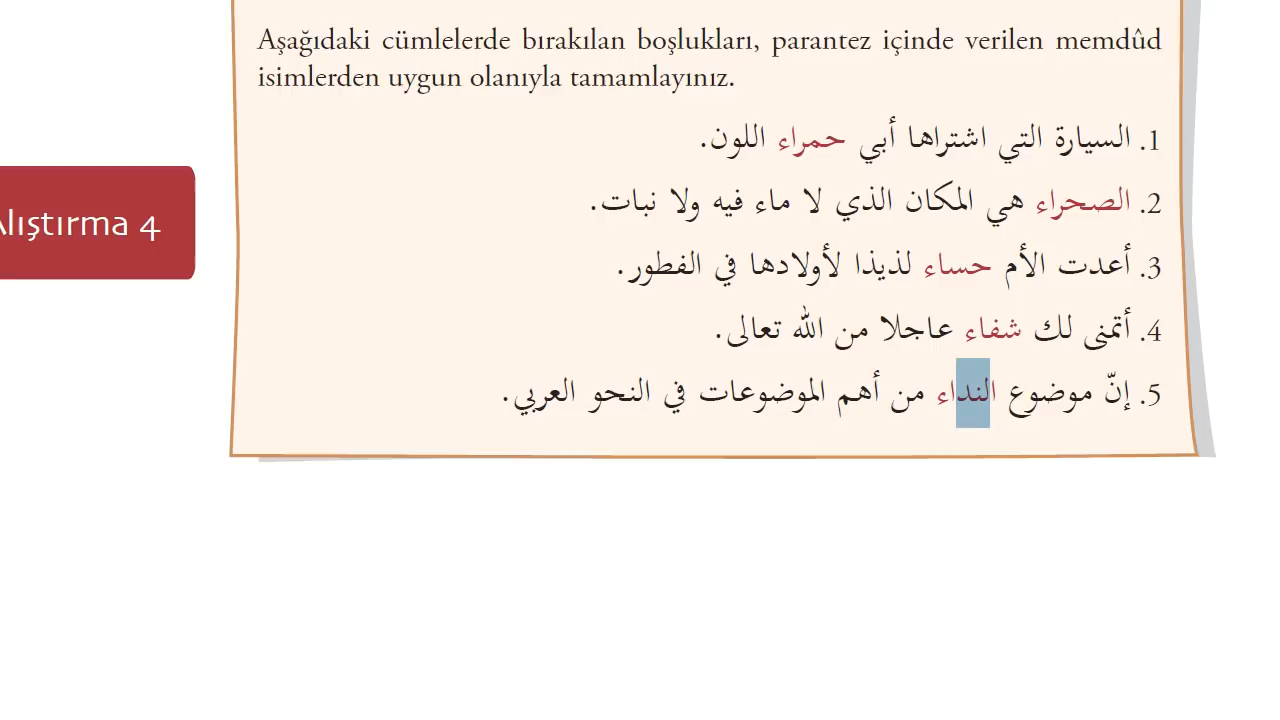 Aşağıdaki cümlelerde bırakılan boşlukları, parantez içinde verilen memdûd
isimlerden uygun olanıyla tamamlayınız.
1. السيارة التي اشتراها أبي حمراء اللون.
2. الصحراء هي المكان الذي لا ماء فيه ولا نبات.
Alıştırma 4
3. أعدت الأم حساء لذيذا لأولادها في الفطور.
4. أتمنى لك شفاء عاجلا من الله تعالى.
5. إنّ موضوع النداء من أهم الموضوعات في النحو العربي.